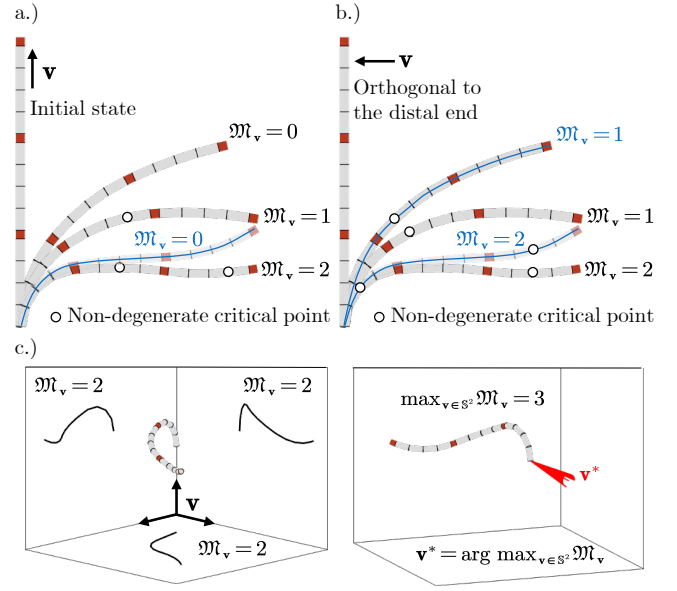 a.)
v
Initial state
𝔐ᵥ = 0
𝔐ᵥ = 1
𝔐ᵥ = 0
𝔐ᵥ = 2
Non-degenerate critical point
b.)
v
Orthogonal to
the distal end
𝔐ᵥ = 1
𝔐ᵥ = 1
𝔐ᵥ = 2
𝔐ᵥ = 2
Non-degenerate critical point
c.)
𝔐ᵥ = 2
𝔐ᵥ = 2
v
𝔐ᵥ = 2
max_{v ∈ 𝕊²} 𝔐ᵥ = 3
v*
v* = arg max_{v ∈ 𝕊²} 𝔐ᵥ